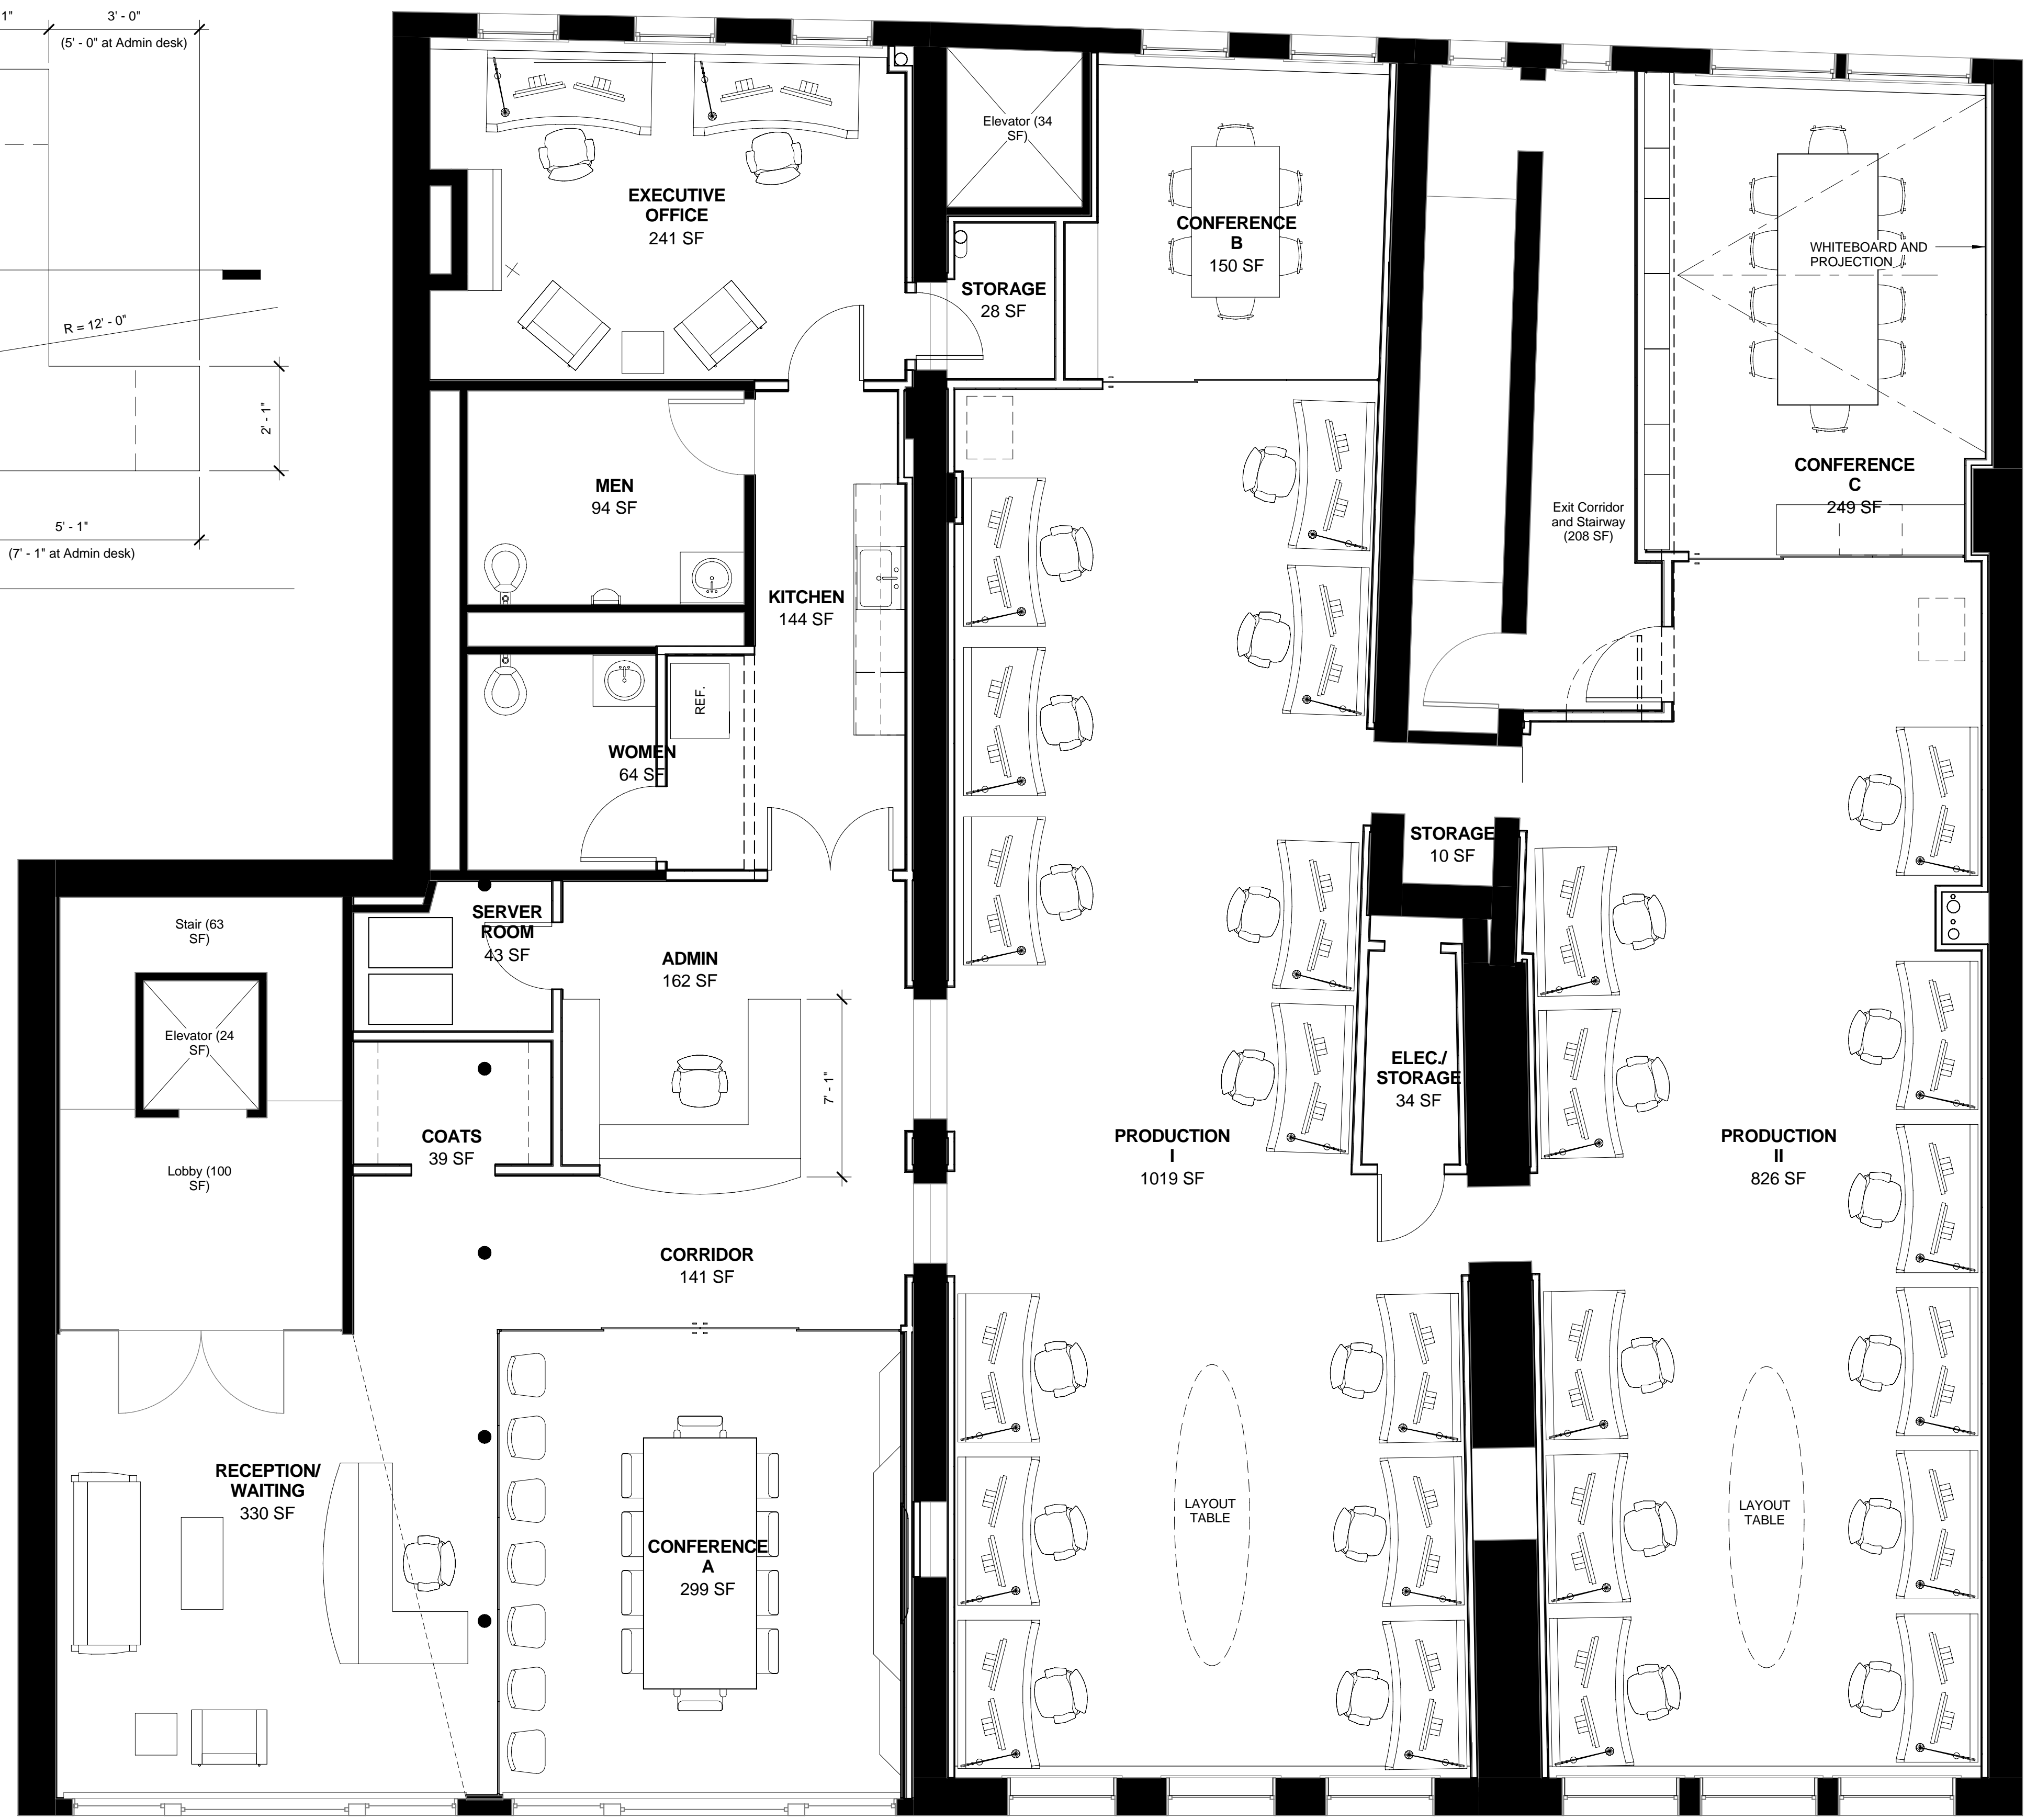 1"
3' - 0"
(5' - 0" at Admin desk)
R = 12' - 0"
2' - 1"
5' - 1"
(7' - 1" at Admin desk)
EXECUTIVE
OFFICE
241 SF
Elevator (34
SF)
STORAGE
28 SF
CONFERENCE
B
150 SF
WHITEBOARD AND
PROJECTION
CONFERENCE
C
249 SF
Exit Corridor
and Stairway
(208 SF)
MEN
94 SF
KITCHEN
144 SF
REF.
WOMEN
64 SF
STORAGE
10 SF
Stair (63
SF)
SERVER
ROOM
43 SF
ADMIN
162 SF
Elevator (24
SF)
7' - 1"
ELEC./
STORAGE
34 SF
COATS
39 SF
Lobby (100
SF)
PRODUCTION
I
1019 SF
PRODUCTION
II
826 SF
CORRIDOR
141 SF
RECEPTION/
WAITING
330 SF
CONFERENCE
A
299 SF
LAYOUT
TABLE
LAYOUT
TABLE